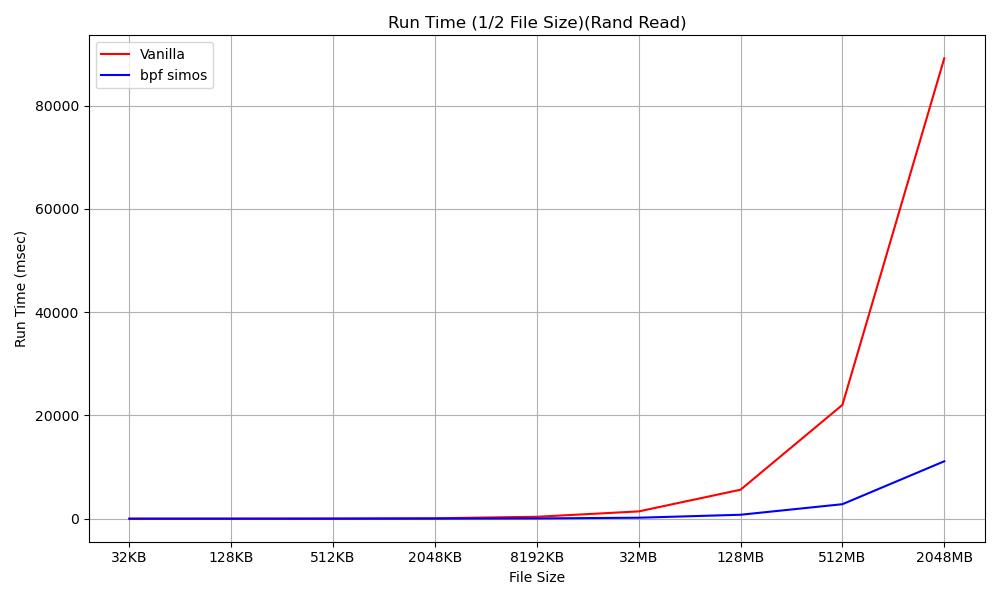 Run Time (1/2 File Size)(Rand Read)
Vanilla
bpf simos
80000
60000
40000
20000
0
Run Time (msec)
32KB 128KB 512KB 2048KB 8192KB 32MB 128MB 512MB 2048MB
File Size